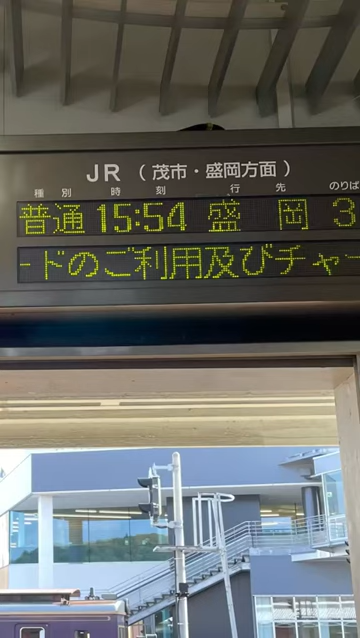 JR （茂市・盛岡方面）
種別 時刻 行先 のりば
普通 15:54 盛 岡 3
ードのご利用及びチャー